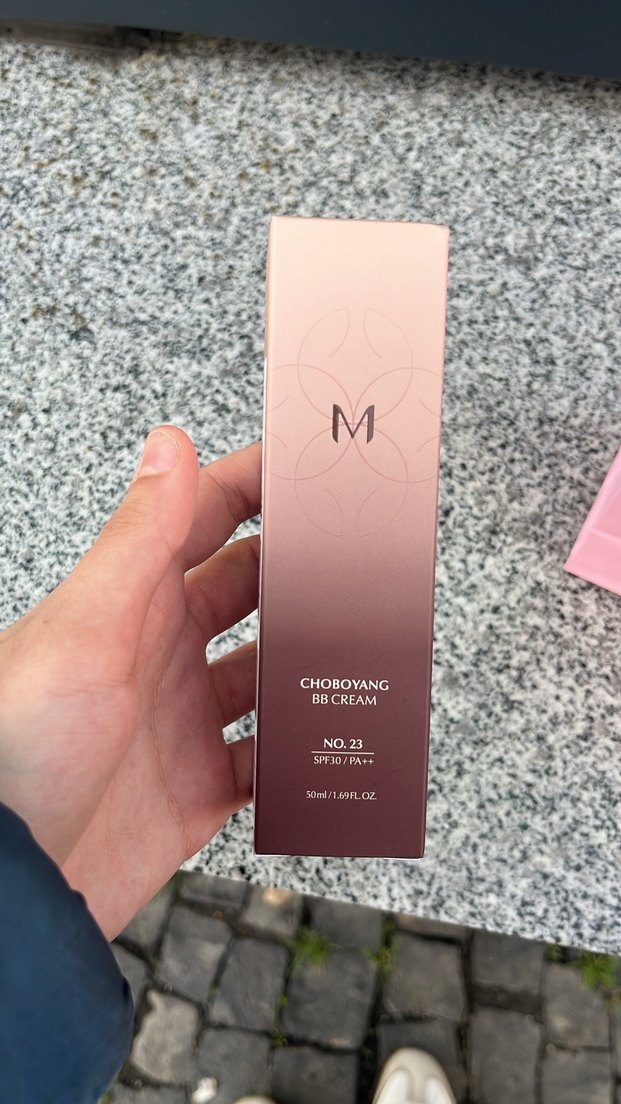 M
CHOBOYANG
BB CREAM
NO. 23
SPF30 / PA++
50ml / 1.69 FL. OZ.